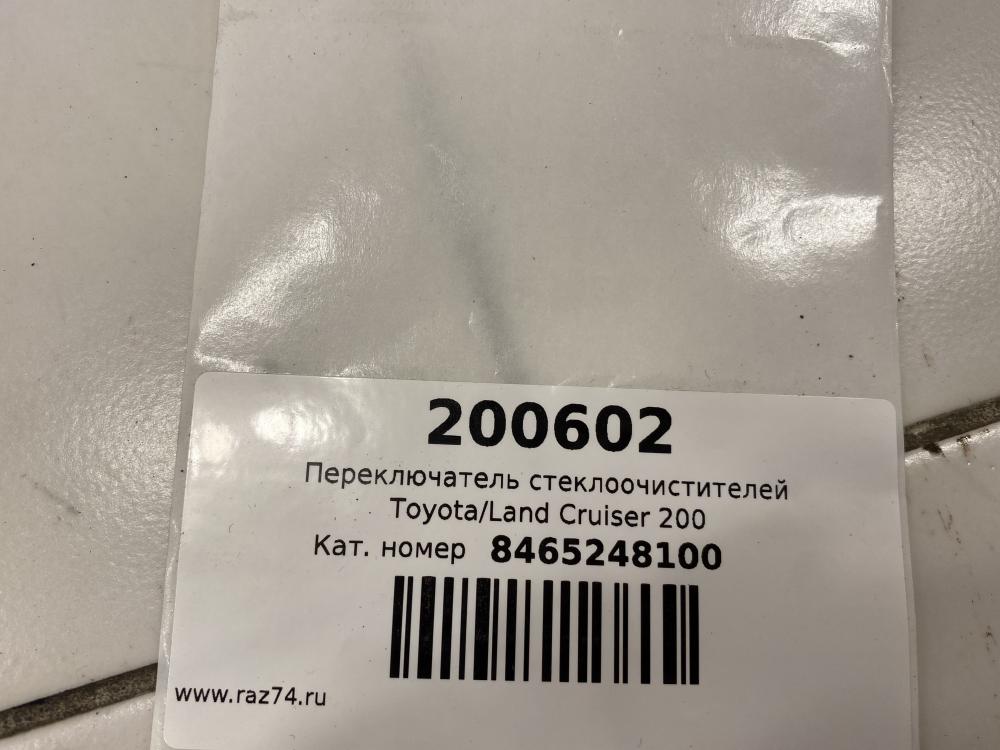 200602
Переключатель стеклоочистителей
Toyota/Land Cruiser 200
Кат. номер 8465248100
www.raz74.ru